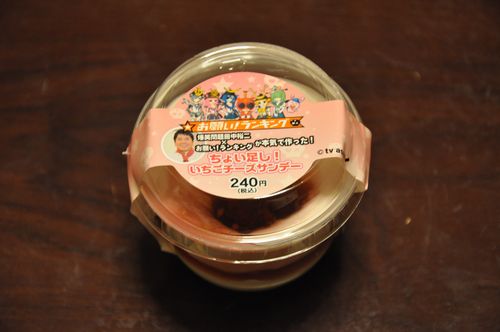 お願い!ランキング
爆笑問題田中裕二
×
お願い!ランキングが本気で作った!
ちょい足し!
いちごチーズサンデー
240円
(税込)
©tv as